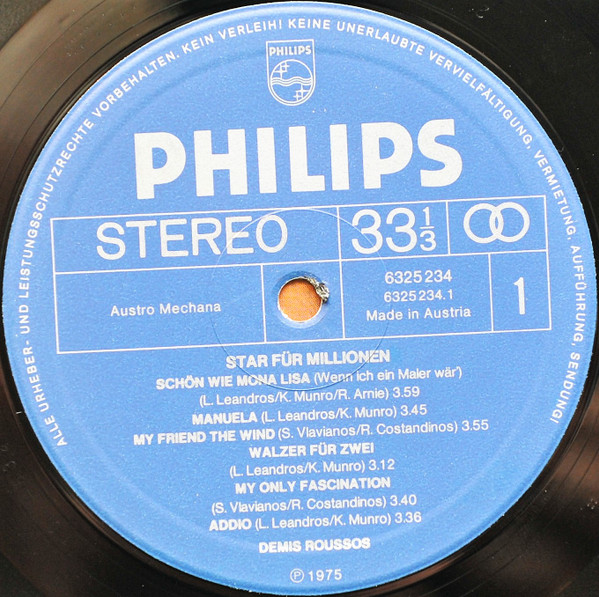 ALLE URHEBER- UND LEISTUNGSSCHUTZRECHTE VORBEHALTEN. KEIN VERLEIH! KEINE UNERLAUBTE VERVIELFÄLTIGUNG, VERMIETUNG, AUFFÜHRUNG, SENDUNG!
PHILIPS
PHILIPS
STEREO
33 1/3
Austro Mechana
6325 234
6325 234.1
Made in Austria
1
STAR FÜR MILLIONEN
SCHÖN WIE MONA LISA (Wenn ich ein Maler wär')
(L. Leandros/K. Munro/R. Arnie) 3.59
MANUELA (L. Leandros/K. Munro) 3.45
MY FRIEND THE WIND (S. Vlavianos/R. Costandinos) 3.55
WALZER FÜR ZWEI
(L. Leandros/K. Munro) 3.12
MY ONLY FASCINATION
(S. Vlavianos/R. Costandinos) 3.40
ADDIO (L. Leandros/K. Munro) 3.36
DEMIS ROUSSOS
Ⓟ 1975